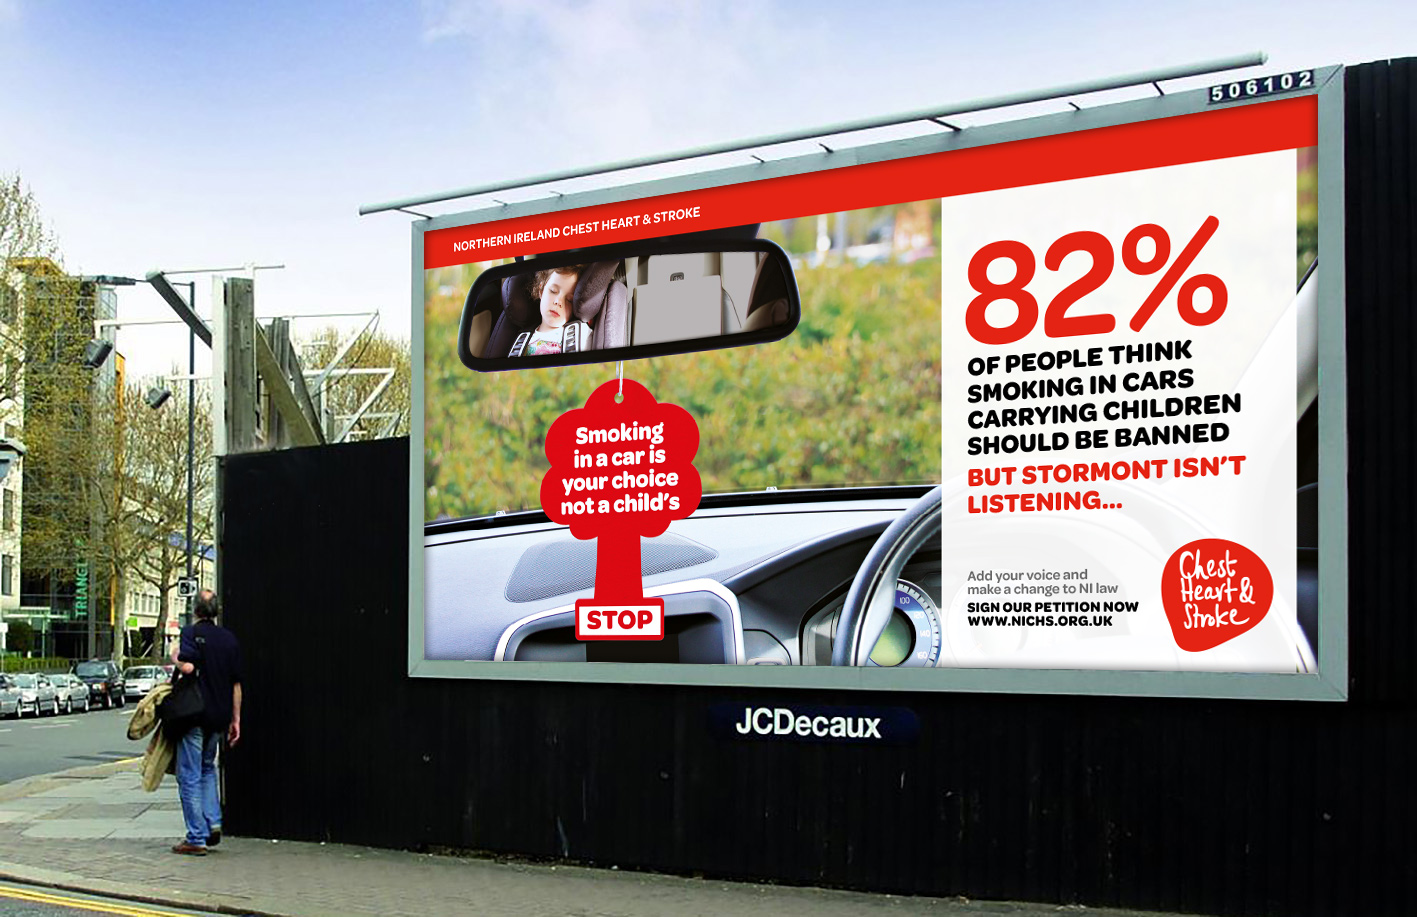 506102
NORTHERN IRELAND CHEST HEART & STROKE
Smoking
in a car is
your choice
not a child's
STOP
82%
OF PEOPLE THINK
SMOKING IN CARS
CARRYING CHILDREN
SHOULD BE BANNED
BUT STORMONT ISN'T
LISTENING...
Add your voice and
make a change to NI law
SIGN OUR PETITION NOW
WWW.NICHS.ORG.UK
Chest
Heart &
Stroke
JCDecaux
TRIANGLE